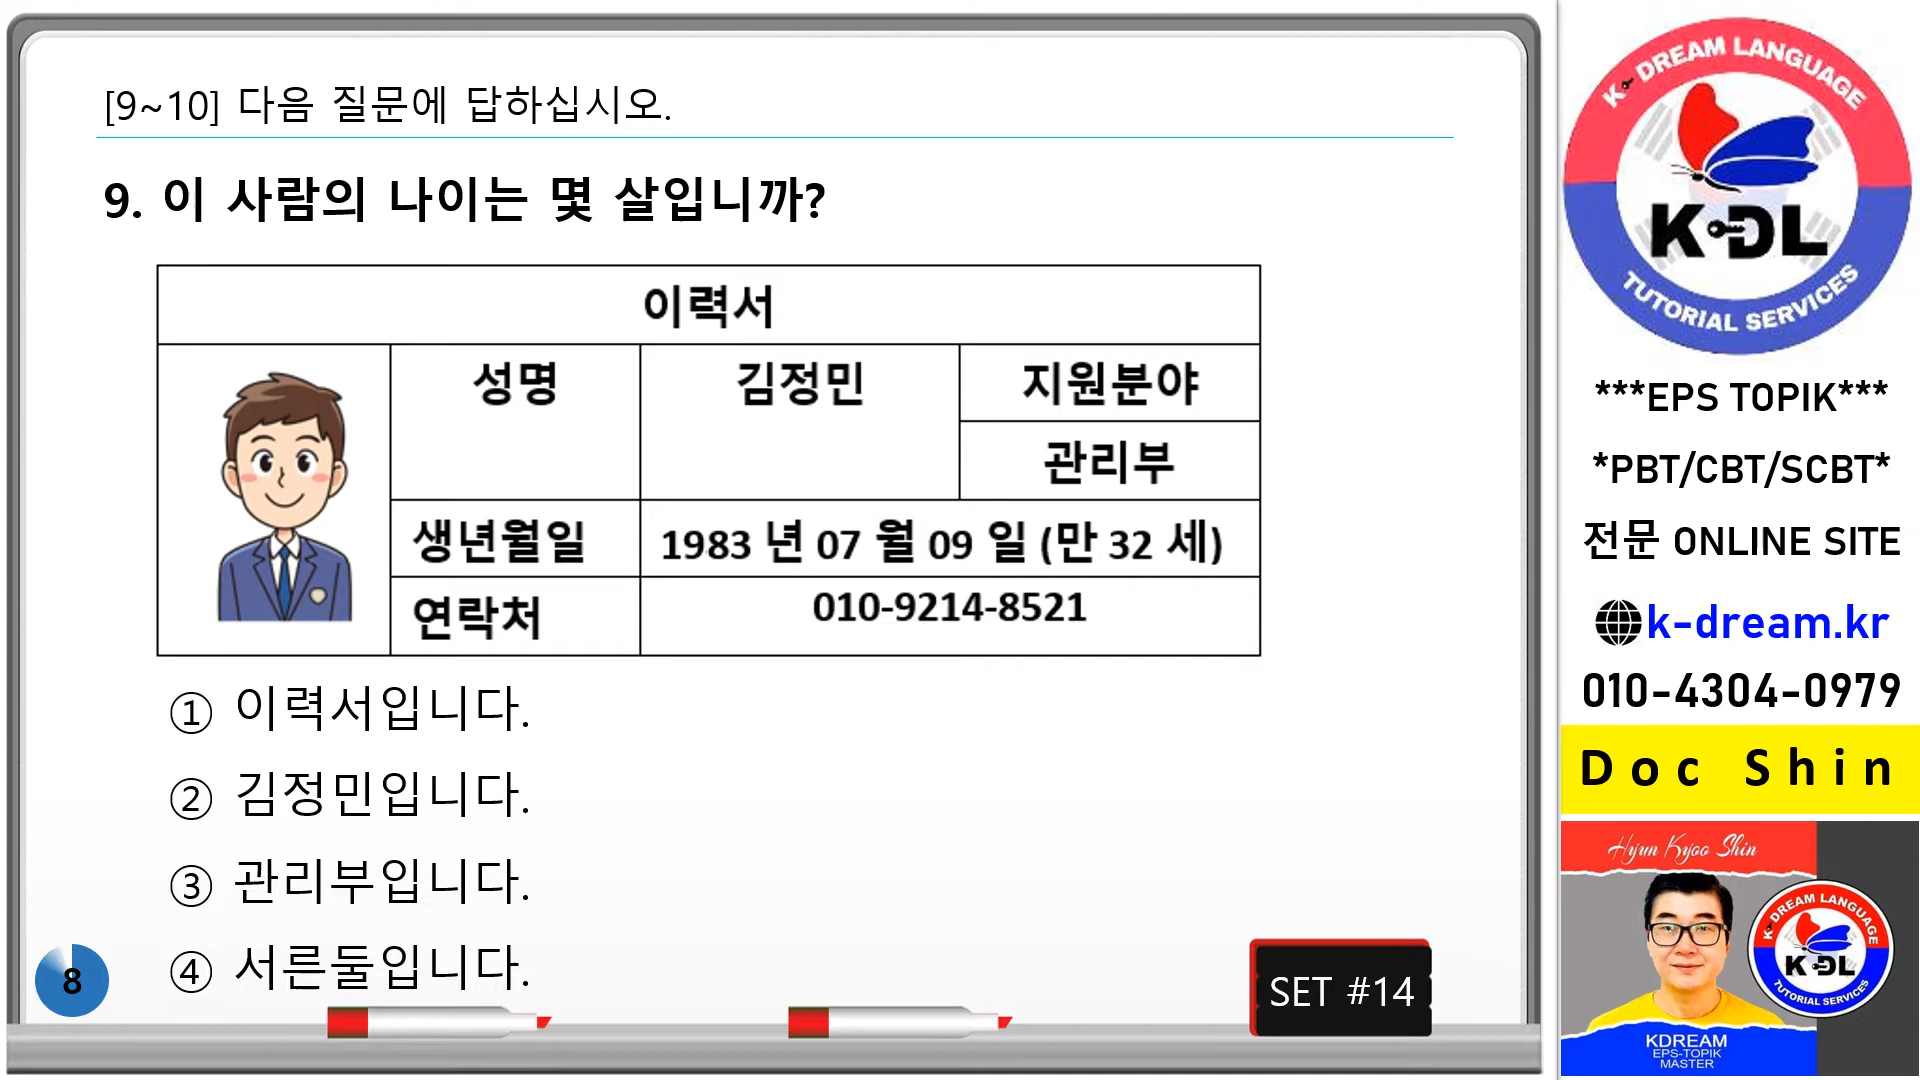 [9~10] 다음 질문에 답하십시오.
9. 이 사람의 나이는 몇 살입니까?
이력서
성명
김정민
지원분야
관리부
생년월일
1983 년 07 월 09 일 (만 32 세)
연락처
010-9214-8521
① 이력서입니다.
② 김정민입니다.
③ 관리부입니다.
④ 서른둘입니다.
8
SET #14
K DREAM LANGUAGE
K DL
TUTORIAL SERVICES
***EPS TOPIK***
*PBT/CBT/SCBT*
전문 ONLINE SITE
k-dream.kr
010-4304-0979
Doc Shin
Hyun Kyoo Shin
K DREAM LANGUAGE
K DL
TUTORIAL SERVICES
KDREAM
EPS-TOPIK
MASTER